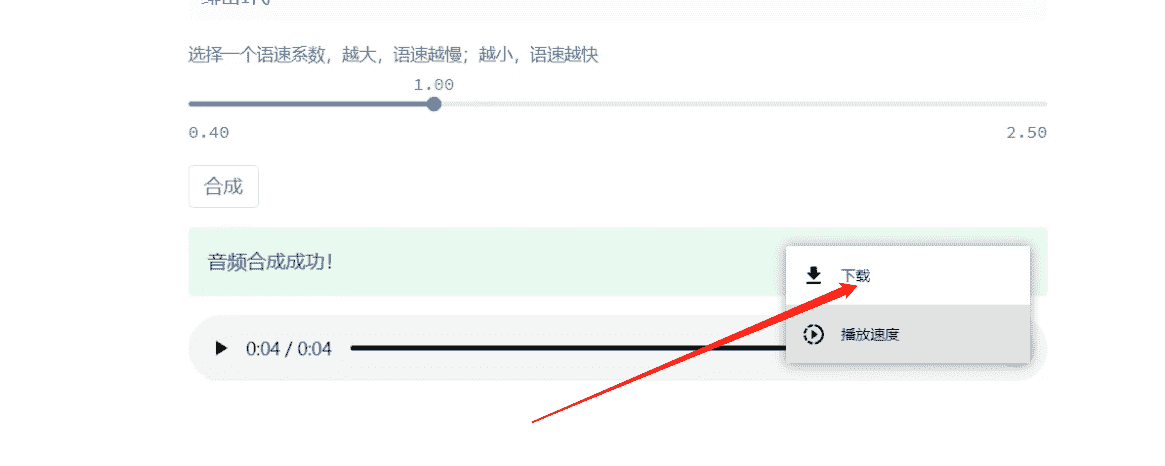 选择一个语速系数，越大，语速越慢；越小，语速越快
1.00
0.40 2.50
合成
音频合成成功！
下载
0:04 / 0:04
播放速度